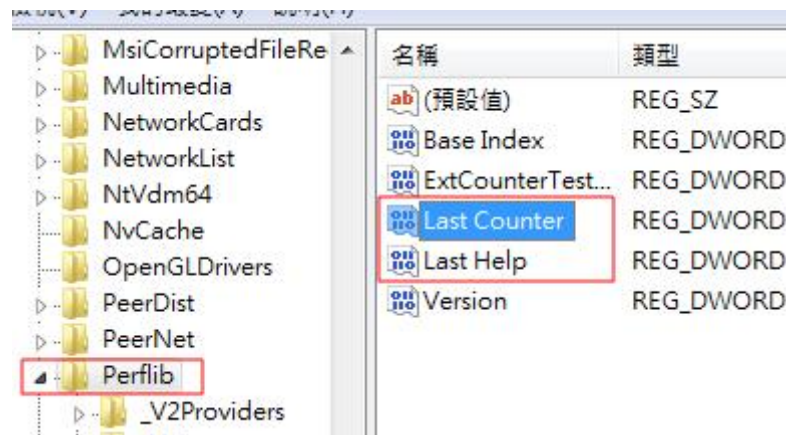 MsiCorruptedFileRe
Multimedia
NetworkCards
NetworkList
NtVdm64
NvCache
OpenGLDrivers
PeerDist
PeerNet
Perflib
_V2Providers
名稱 類型
(預設值) REG_SZ
Base Index REG_DWORD
ExtCounterTest... REG_DWORD
Last Counter REG_DWORD
Last Help REG_DWORD
Version REG_DWORD